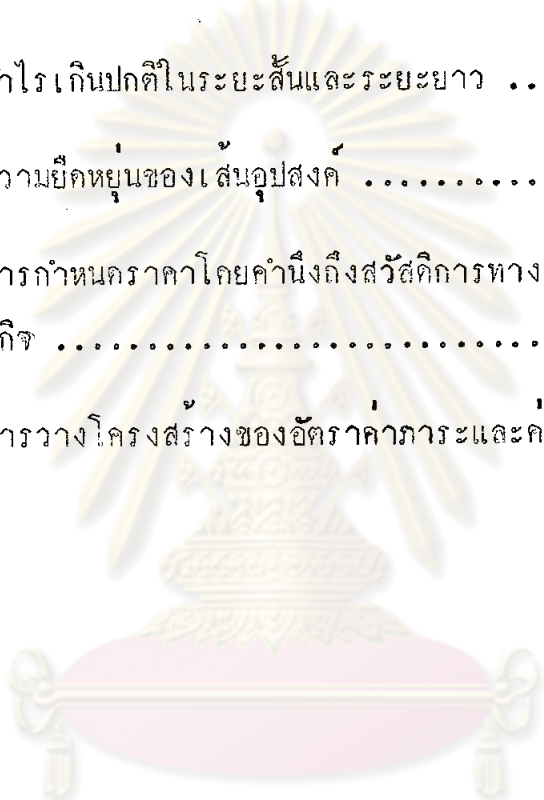 ำไรเกินปกติในระยะสั้นและระยะยาว ..
วามยืดหยุ่นของเส้นอุปสงค์ ..........
ารกำหนดราคาโดยคำนึงถึงสวัสดิการทาง
กิจ ...........................
ารวางโครงสร้างของอัตราค่าภาระและค่